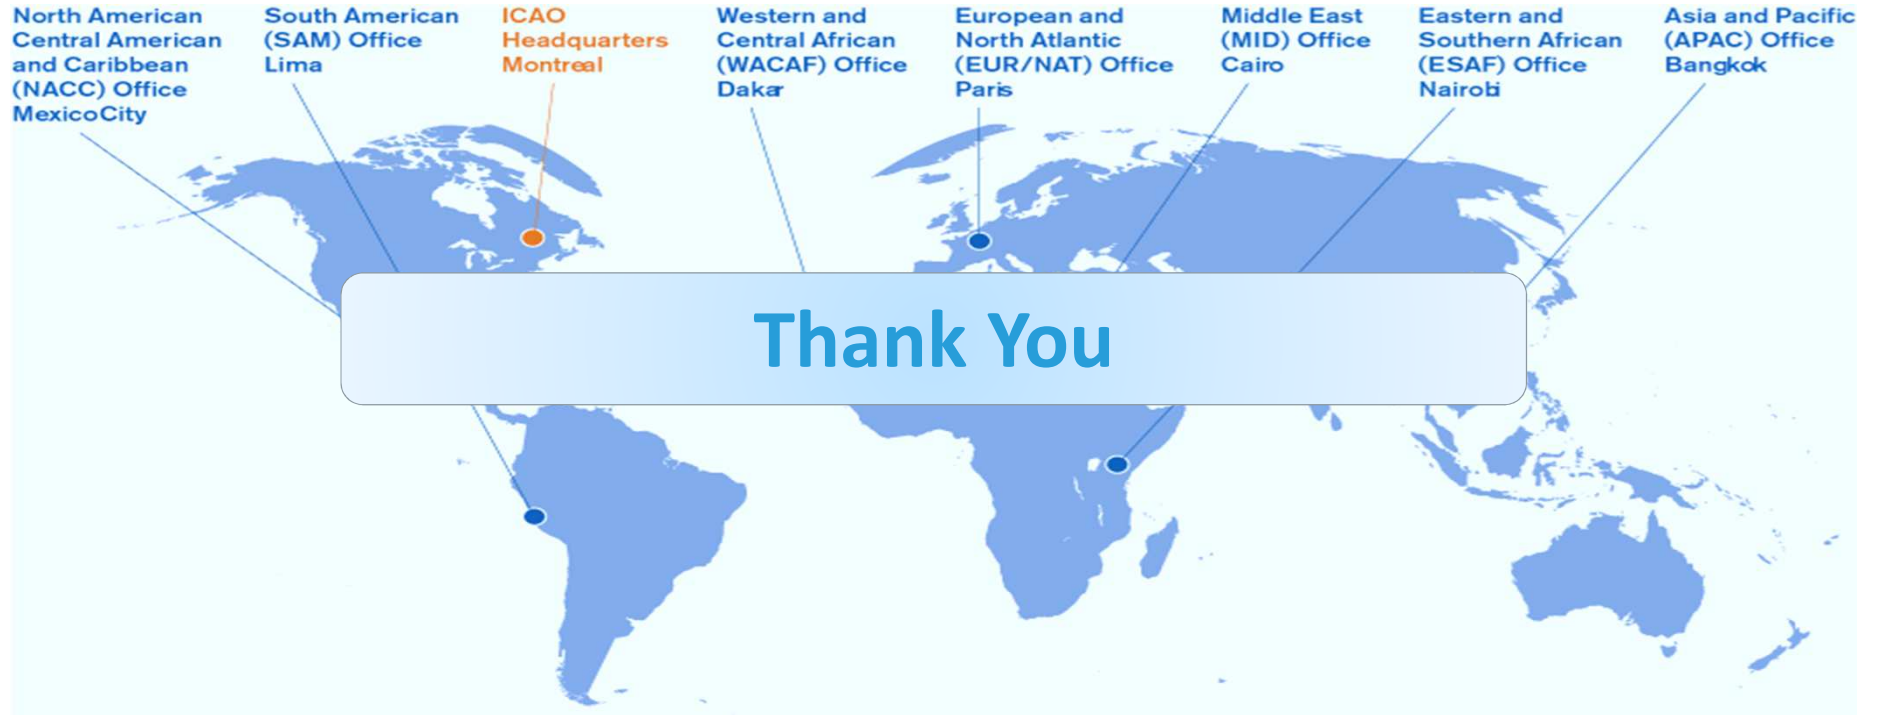 North American
Central American
and Caribbean
(NACC) Office
Mexico City
South American
(SAM) Office
Lima
ICAO
Headquarters
Montreal
Western and
Central African
(WACAF) Office
Dakar
European and
North Atlantic
(EUR/NAT) Office
Paris
Middle East
(MID) Office
Cairo
Eastern and
Southern African
(ESAF) Office
Nairobi
Asia and Pacific
(APAC) Office
Bangkok
Thank You